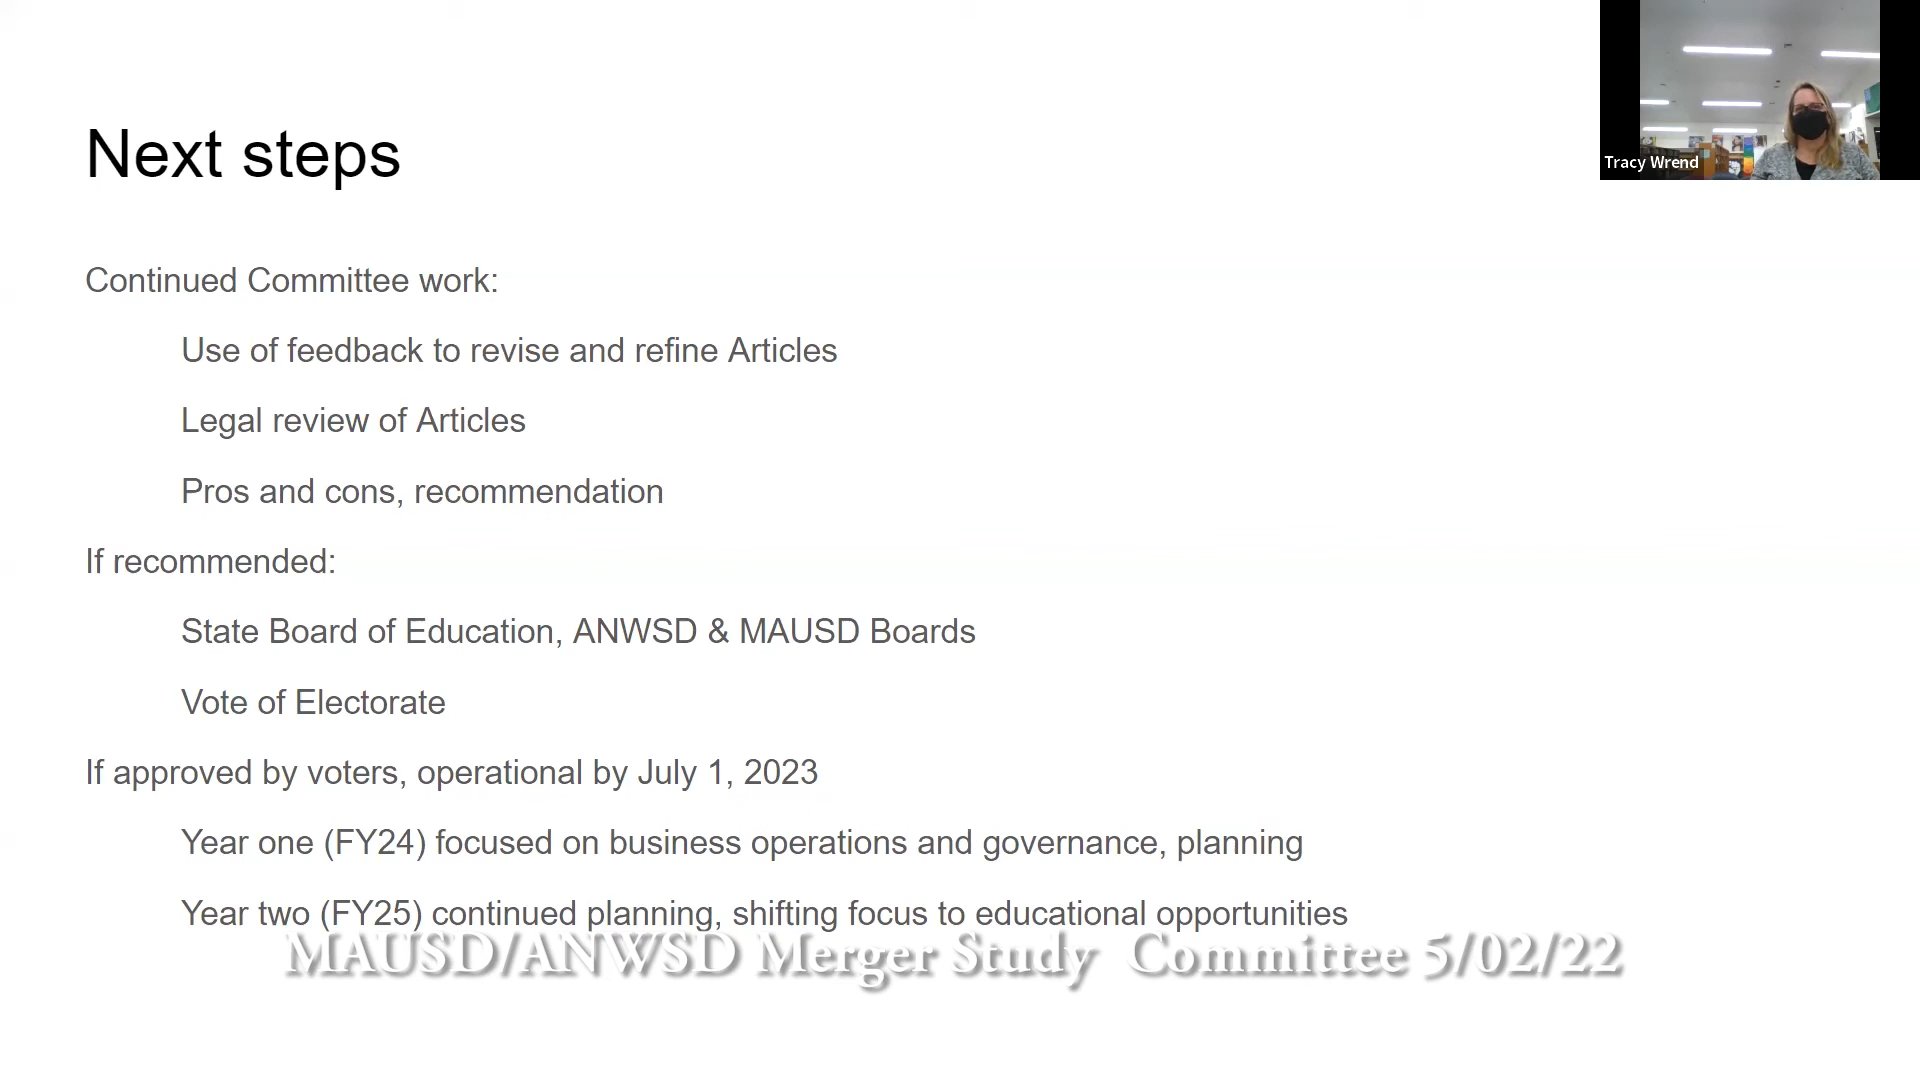 Tracy Wrend
Next steps
Continued Committee work:
Use of feedback to revise and refine Articles
Legal review of Articles
Pros and cons, recommendation
If recommended:
State Board of Education, ANWSD & MAUSD Boards
Vote of Electorate
If approved by voters, operational by July 1, 2023
Year one (FY24) focused on business operations and governance, planning
Year two (FY25) continued planning, shifting focus to educational opportunities
MAUSD/ANWSD Merger Study Committee 5/02/22